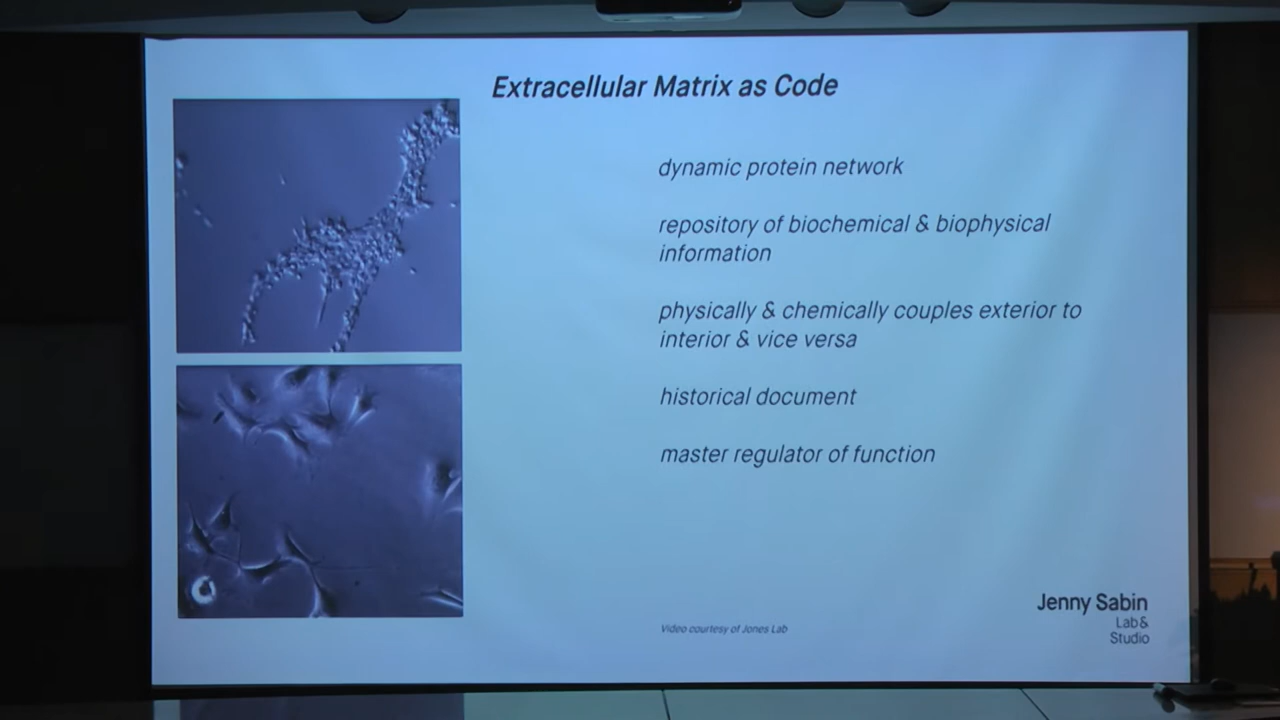 Extracellular Matrix as Code
dynamic protein network
repository of biochemical & biophysical
information
physically & chemically couples exterior to
interior & vice versa
historical document
master regulator of function
Video courtesy of Jones Lab
Jenny Sabin
Lab &
Studio